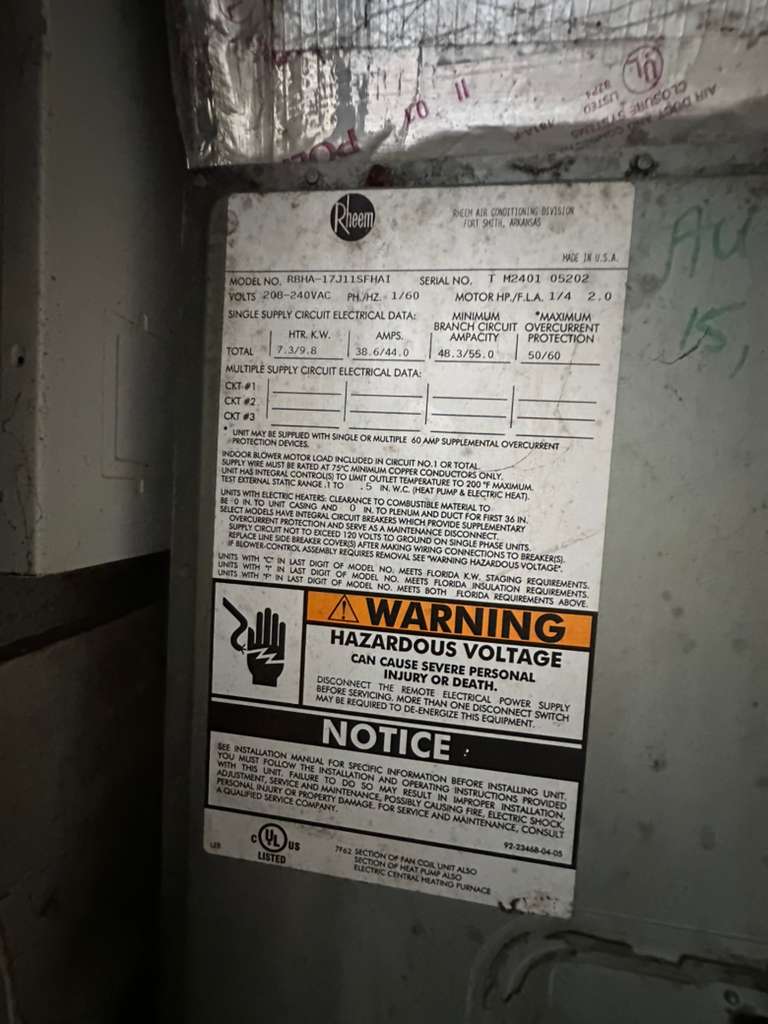 UL
LISTED
Rheem
RHEEM AIR CONDITIONING DIVISION
FORT SMITH, ARKANSAS
MADE IN U.S.A.
MODEL NO. RBHA-17J11SFHA1 SERIAL NO. T M2401 05202
VOLTS 208-240VAC PH./HZ. 1/60 MOTOR HP./F.L.A. 1/4 2.0
SINGLE SUPPLY CIRCUIT ELECTRICAL DATA:
HTR. K.W. AMPS. MINIMUM BRANCH CIRCUIT AMPACITY *MAXIMUM OVERCURRENT PROTECTION
TOTAL 7.3/9.8 38.6/44.0 48.3/55.0 50/60
MULTIPLE SUPPLY CIRCUIT ELECTRICAL DATA:
CKT #1
CKT #2
CKT #3
* UNIT MAY BE SUPPLIED WITH SINGLE OR MULTIPLE 60 AMP SUPPLEMENTAL OVERCURRENT
PROTECTION DEVICES.
INDOOR BLOWER MOTOR LOAD INCLUDED IN CIRCUIT NO.1 OR TOTAL.
SUPPLY WIRE MUST BE RATED AT 75°C MINIMUM COPPER CONDUCTORS ONLY.
UNIT HAS INTEGRAL CONTROL(S) TO LIMIT OUTLET TEMPERATURE TO 200°F MAXIMUM.
TEST EXTERNAL STATIC RANGE .1 TO .5 IN. W.C. (HEAT PUMP & ELECTRIC HEAT).
UNITS WITH ELECTRIC HEATERS: CLEARANCE TO COMBUSTIBLE MATERIAL TO
BE 0 IN. TO UNIT CASING AND 0 IN. TO PLENUM AND DUCT FOR FIRST 36 IN.
SELECT MODELS HAVE INTEGRAL CIRCUIT BREAKERS WHICH PROVIDE SUPPLEMENTARY
OVERCURRENT PROTECTION AND SERVE AS A MAINTENANCE DISCONNECT.
SUPPLY CIRCUIT NOT TO EXCEED 120 VOLTS TO GROUND ON SINGLE PHASE UNITS.
REPLACE LINE SIDE BREAKER COVER(S) AFTER MAKING WIRING CONNECTIONS TO BREAKER(S).
IF BLOWER-CONTROL ASSEMBLY REQUIRES REMOVAL SEE "WARNING HAZARDOUS VOLTAGE".
UNITS WITH "C" IN LAST DIGIT OF MODEL NO. MEETS FLORIDA K.W. STAGING REQUIREMENTS.
UNITS WITH "I" IN LAST DIGIT OF MODEL NO. MEETS FLORIDA INSULATION REQUIREMENTS.
UNITS WITH "F" IN LAST DIGIT OF MODEL NO. MEETS BOTH FLORIDA REQUIREMENTS ABOVE.
WARNING
HAZARDOUS VOLTAGE
CAN CAUSE SEVERE PERSONAL
INJURY OR DEATH.
DISCONNECT THE REMOTE ELECTRICAL POWER SUPPLY
BEFORE SERVICING. MORE THAN ONE DISCONNECT SWITCH
MAY BE REQUIRED TO DE-ENERGIZE THIS EQUIPMENT.
NOTICE
SEE INSTALLATION MANUAL FOR SPECIFIC INFORMATION BEFORE INSTALLING UNIT.
YOU MUST FOLLOW THE INSTALLATION AND OPERATING INSTRUCTIONS PROVIDED
WITH THIS UNIT. FAILURE TO DO SO MAY RESULT IN IMPROPER INSTALLATION,
ADJUSTMENT, SERVICE AND MAINTENANCE, POSSIBLY CAUSING FIRE, ELECTRIC SHOCK,
PERSONAL INJURY OR PROPERTY DAMAGE. FOR SERVICE AND MAINTENANCE, CONSULT
A QUALIFIED SERVICE COMPANY.
92-23468-04-05
C UL US
LISTED
7F62 SECTION OF FAN COIL UNIT ALSO
SECTION OF HEAT PUMP ALSO
ELECTRIC CENTRAL HEATING FURNACE
AU
15,